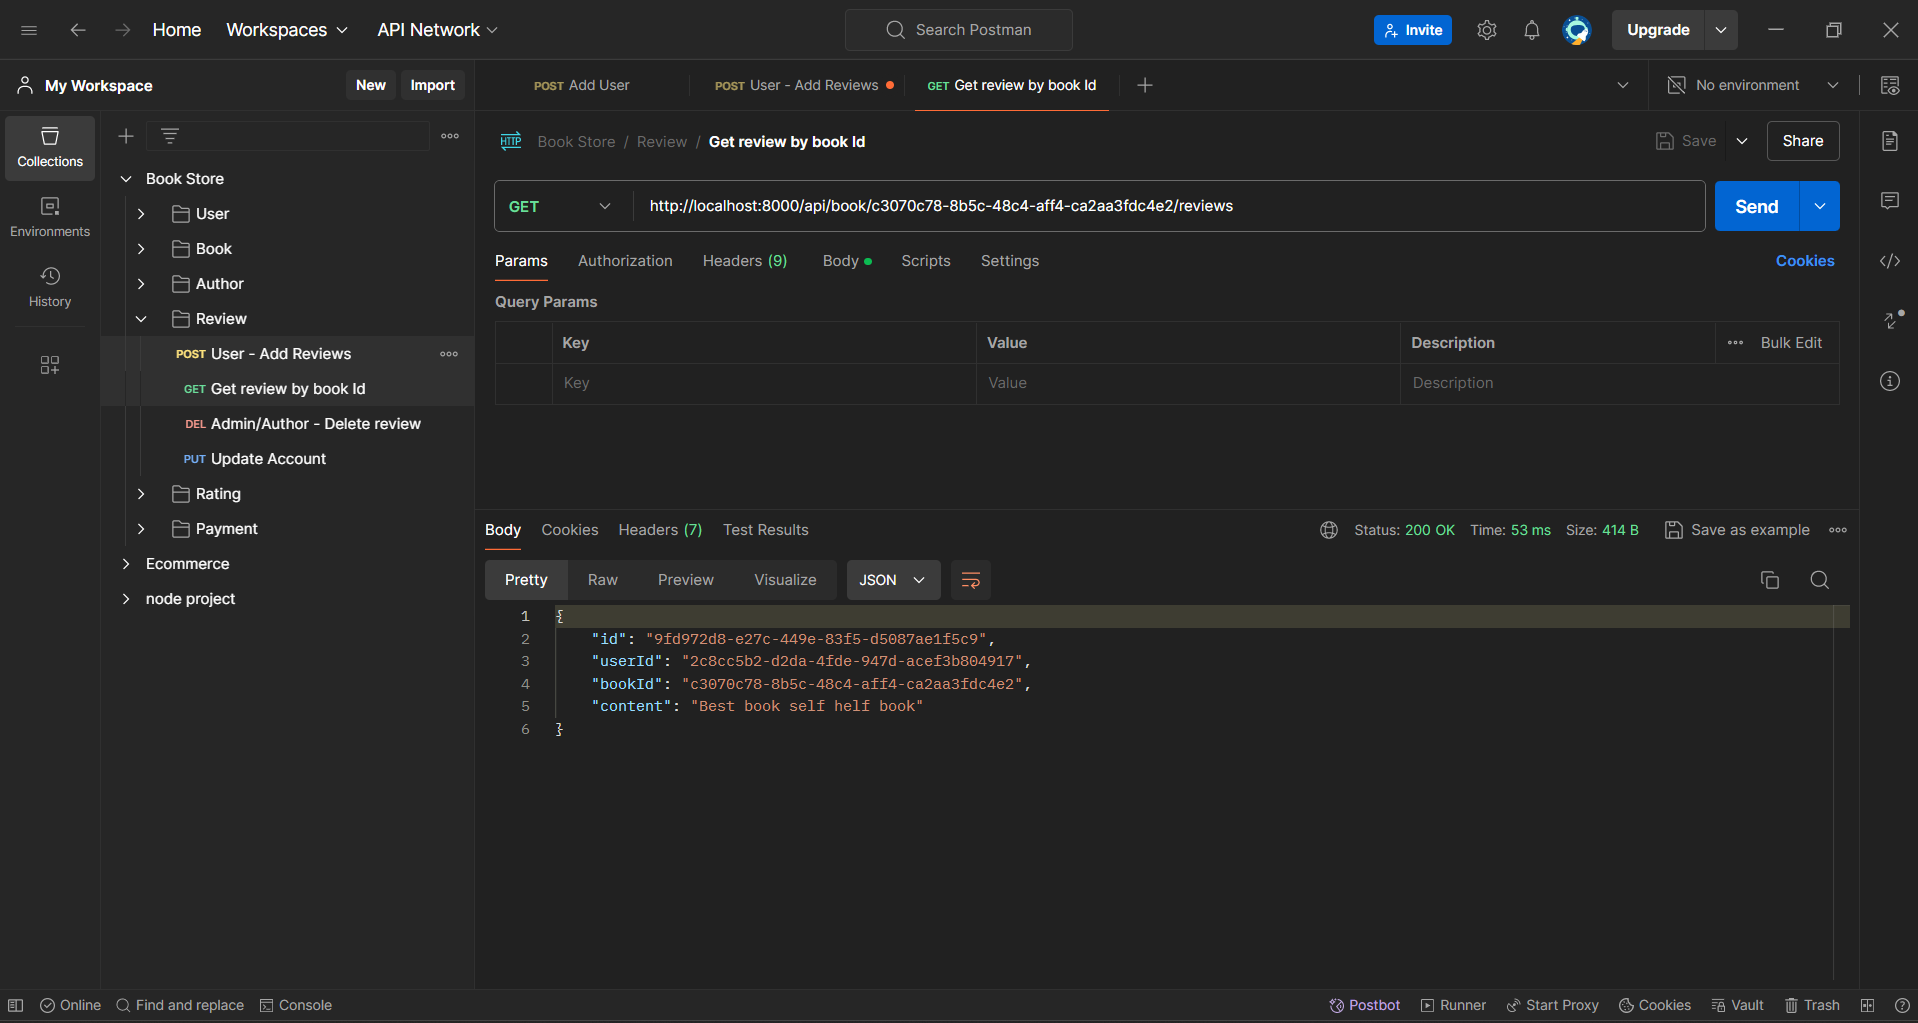 Home Workspaces API Network Search Postman Invite Upgrade
My Workspace New Import POST Add User POST User - Add Reviews GET Get review by book Id No environment
Collections
Environments
History
Book Store
User
Book
Author
Review
POST User - Add Reviews
GET Get review by book Id
DEL Admin/Author - Delete review
PUT Update Account
Rating
Payment
Ecommerce
node project
HTTP Book Store / Review / Get review by book Id Save Share
GET http://localhost:8000/api/book/c3070c78-8b5c-48c4-aff4-ca2aa3fdc4e2/reviews Send
Params Authorization Headers (9) Body Scripts Settings Cookies
Query Params
Key Value Description Bulk Edit
Key Value Description
Body Cookies Headers (7) Test Results Status: 200 OK Time: 53 ms Size: 414 B Save as example
Pretty Raw Preview Visualize JSON
1 {
2 "id": "9fd972d8-e27c-449e-83f5-d5087ae1f5c9",
3 "userId": "2c8cc5b2-d2da-4fde-947d-acef3b804917",
4 "bookId": "c3070c78-8b5c-48c4-aff4-ca2aa3fdc4e2",
5 "content": "Best book self helf book"
6 }
Online Find and replace Console Postbot Runner Start Proxy Cookies Vault Trash